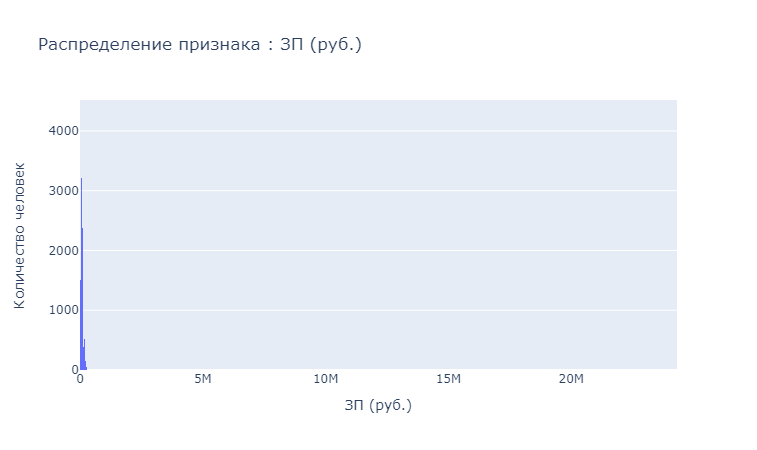 Распределение признака : ЗП (руб.)
Количество человек
4000
3000
2000
1000
0
0 5M 10M 15M 20M
ЗП (руб.)